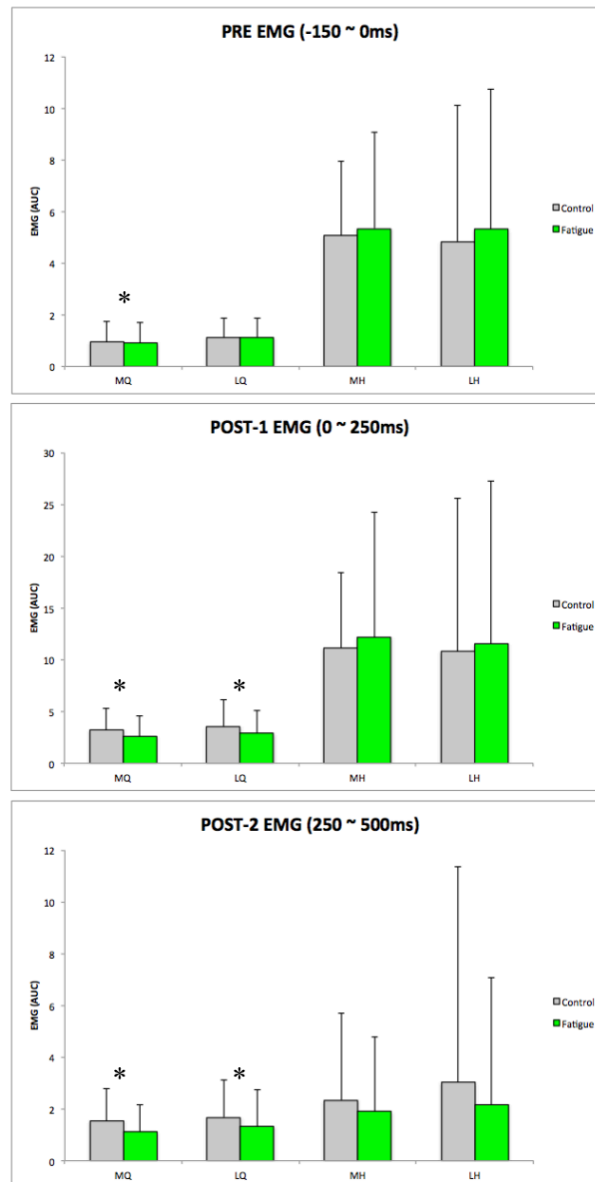 PRE EMG (-150 ~ 0ms)
12
10
8
6
4
2
0
EMG (AUC)
*
MQ LQ MH LH
Control
Fatigue
POST-1 EMG (0 ~ 250ms)
30
25
20
15
10
5
0
EMG (AUC)
* *
MQ LQ MH LH
Control
Fatigue
POST-2 EMG (250 ~ 500ms)
12
10
8
6
4
2
0
EMG (AUC)
* *
MQ LQ MH LH
Control
Fatigue